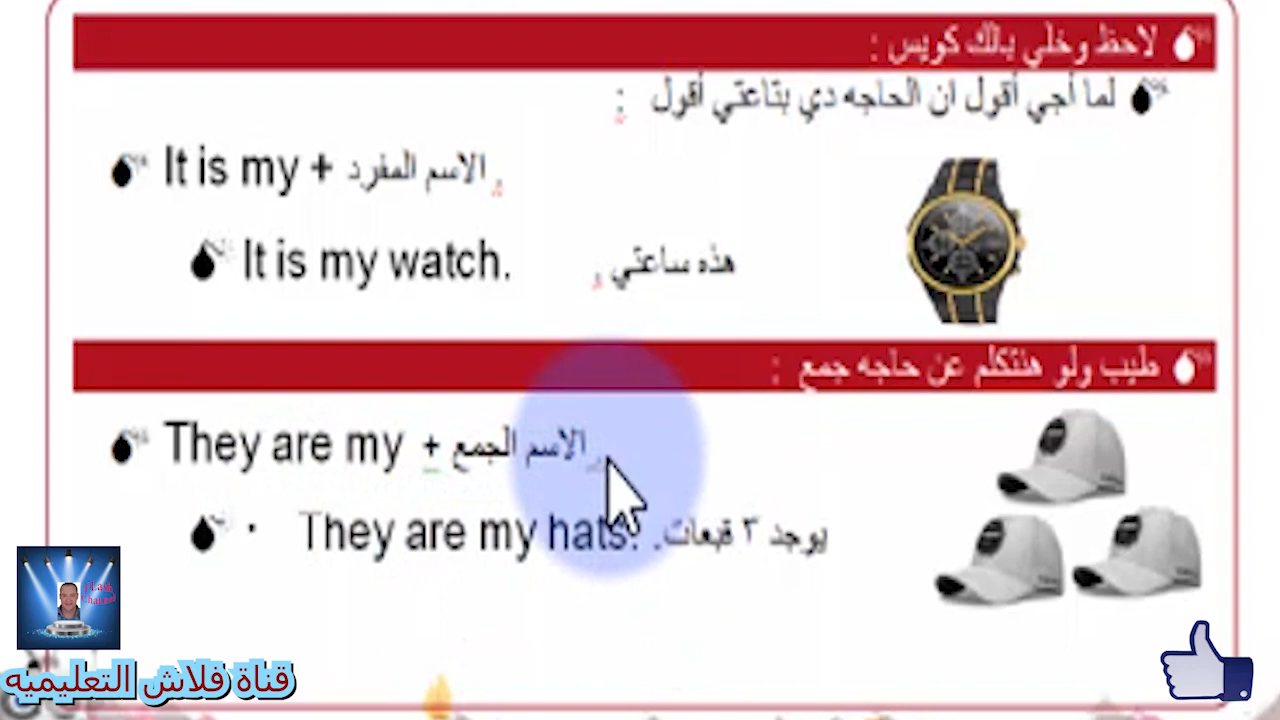 لاحظ وخلي بالك كويس :
لما أجي أقول ان الحاجه دي بتاعتي أقول :
It is my + الاسم المفرد .
It is my watch. هذه ساعتي .
طيب ولو هنتكلم عن حاجه جمع :
They are my + الاسم الجمع .
They are my hats. يوجد ٣ قبعات .
Flash Channel
قناة فلاش التعليميه